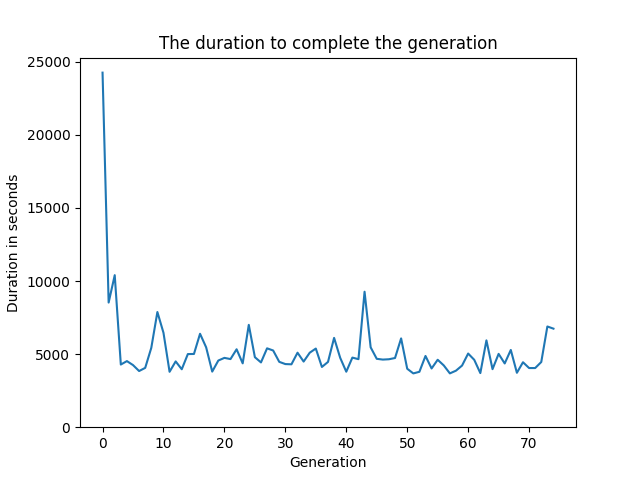 The duration to complete the generation
25000
20000
15000
10000
5000
0
Duration in seconds
0 10 20 30 40 50 60 70
Generation